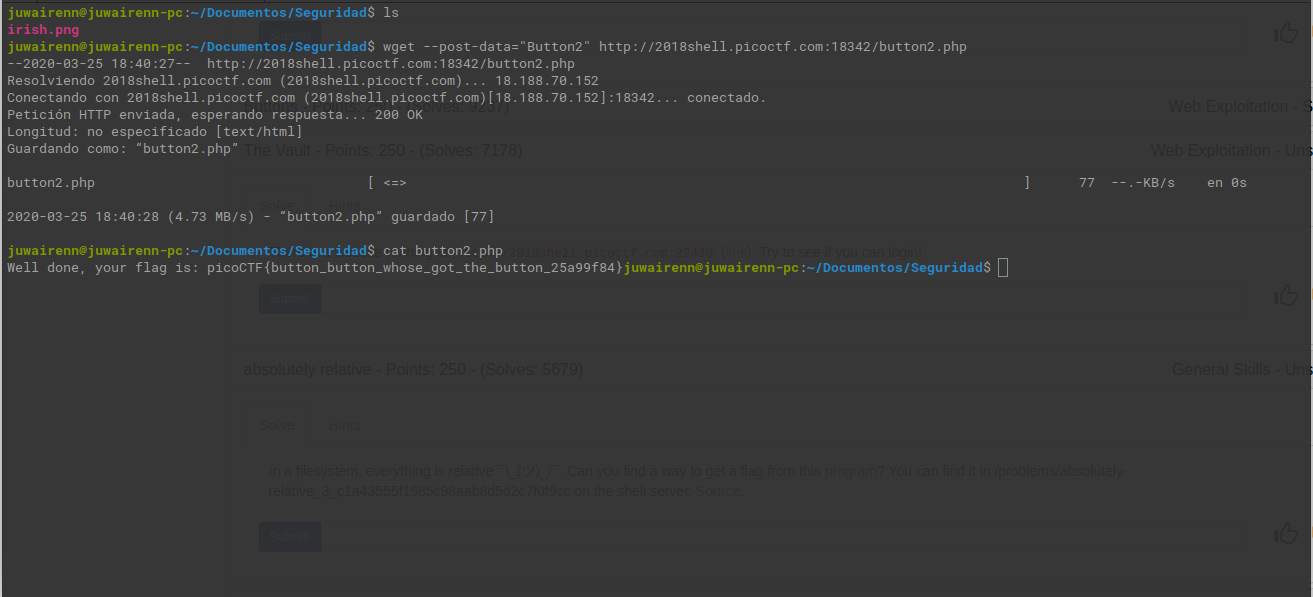 juwairenn@juwairenn-pc:~/Documentos/Seguridad$ ls
irish.png
juwairenn@juwairenn-pc:~/Documentos/Seguridad$ wget --post-data="Button2" http://2018shell.picoctf.com:18342/button2.php
--2020-03-25 18:40:27--  http://2018shell.picoctf.com:18342/button2.php
Resolviendo 2018shell.picoctf.com (2018shell.picoctf.com)... 18.188.70.152
Conectando con 2018shell.picoctf.com (2018shell.picoctf.com)[18.188.70.152]:18342... conectado.
Web Exploitation - S
Petición HTTP enviada, esperando respuesta... 200 OK
Longitud: no especificado [text/html]
Guardando como: “button2.php”
The Vault - Points: 250 - (Solves: 7178)
Web Exploitation - Uns
button2.php [ <=> ] 77 --.-KB/s en 0s
Solve Hints
2020-03-25 18:40:28 (4.73 MB/s) - “button2.php” guardado [77]
juwairenn@juwairenn-pc:~/Documentos/Seguridad$ cat button2.php
Try to see if you can login!
Well done, your flag is: picoCTF{button_button_whose_got_the_button_25a99f84}juwairenn@juwairenn-pc:~/Documentos/Seguridad$
Submit
absolutely relative - Points: 250 - (Solves: 5679)
General Skills - Uns
Solve Hints
In a filesystem, everything is relative ¯\_(ツ)_/¯. Can you find a way to get a flag from this program? You can find it in /problems/absolutely-
relative_3_c1a43555f1585c98aab8d5d2c7f0f9cc on the shell server. Source.
Submit